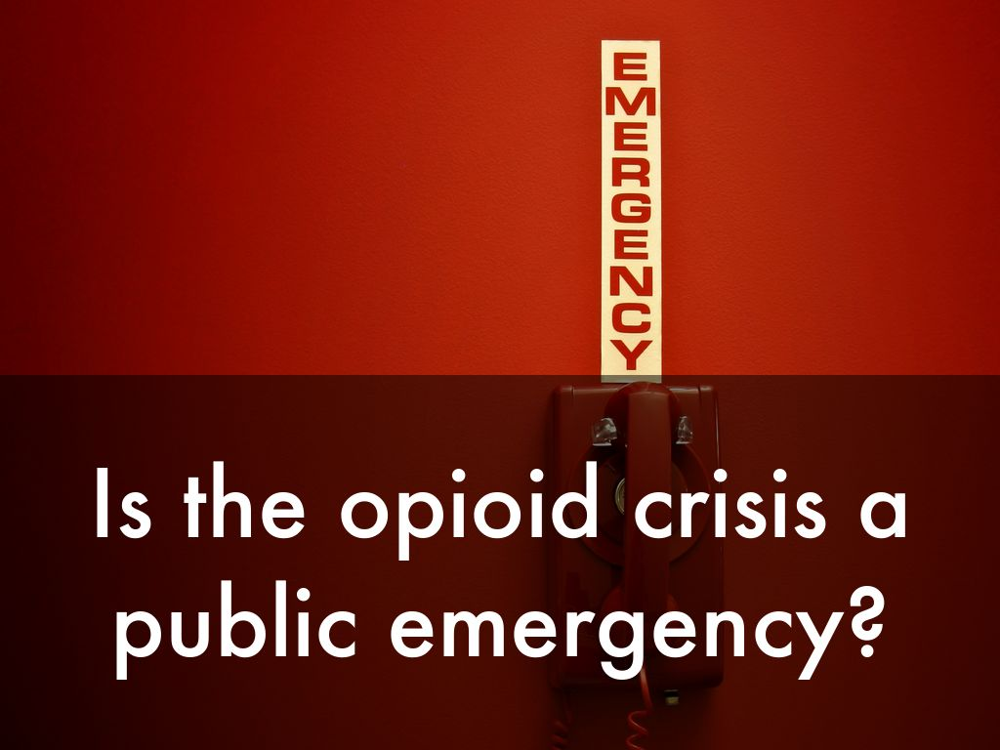 EMERGENCY
Is the opioid crisis a
public emergency?